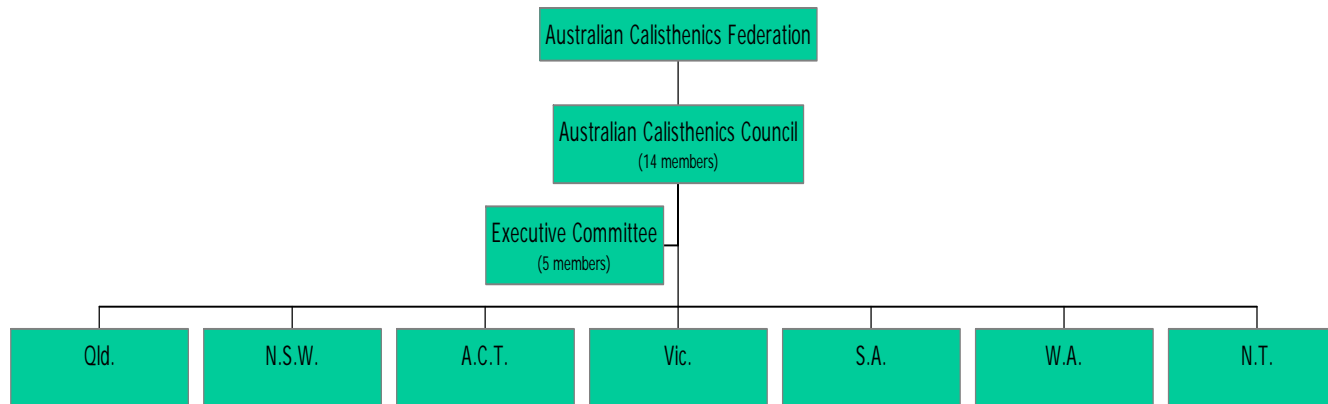 Australian Calisthenics Federation
Australian Calisthenics Council
(14 members)
Executive Committee
(5 members)
Qld.
N.S.W.
A.C.T.
Vic.
S.A.
W.A.
N.T.